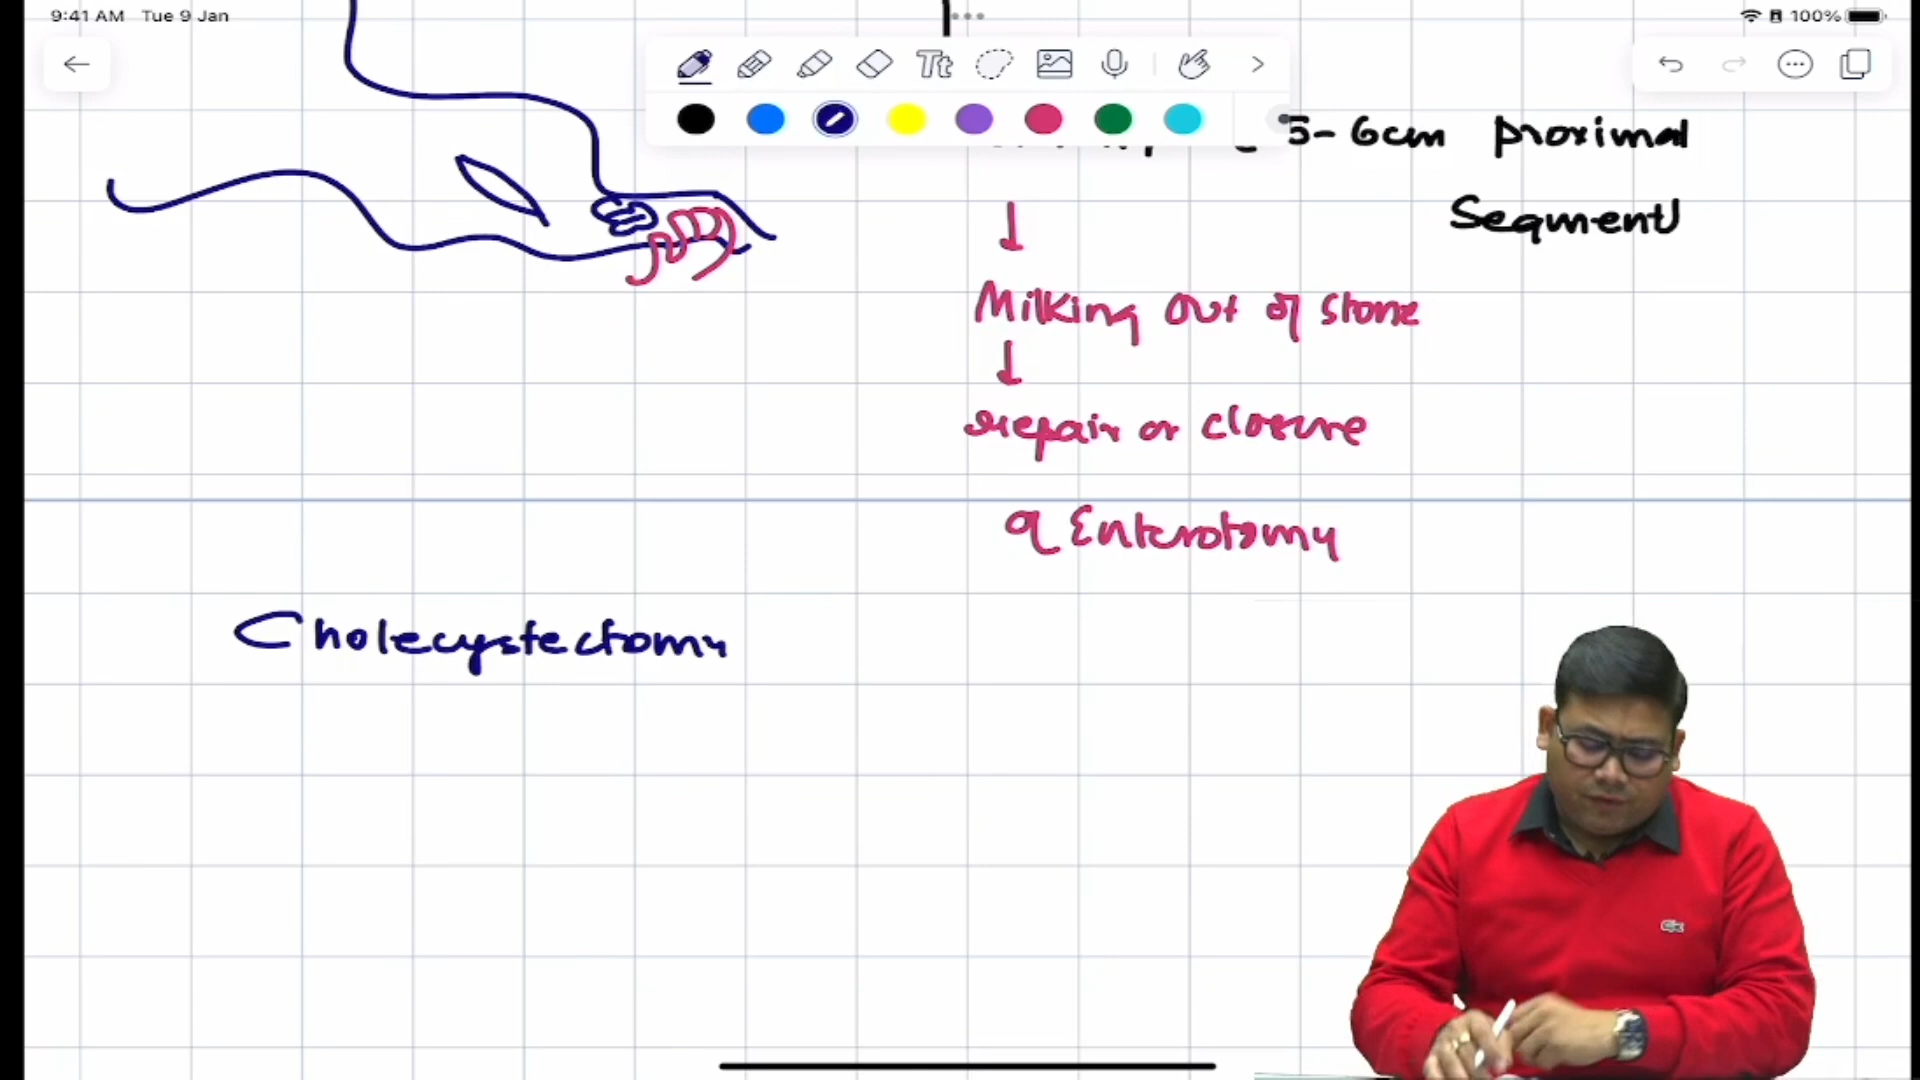 9:41 AM Tue 9 Jan
100%
Tt
5-6cm proximal
Segment
Milking out of stone
repair or closure
of Enterotomy
Cholecystectomy